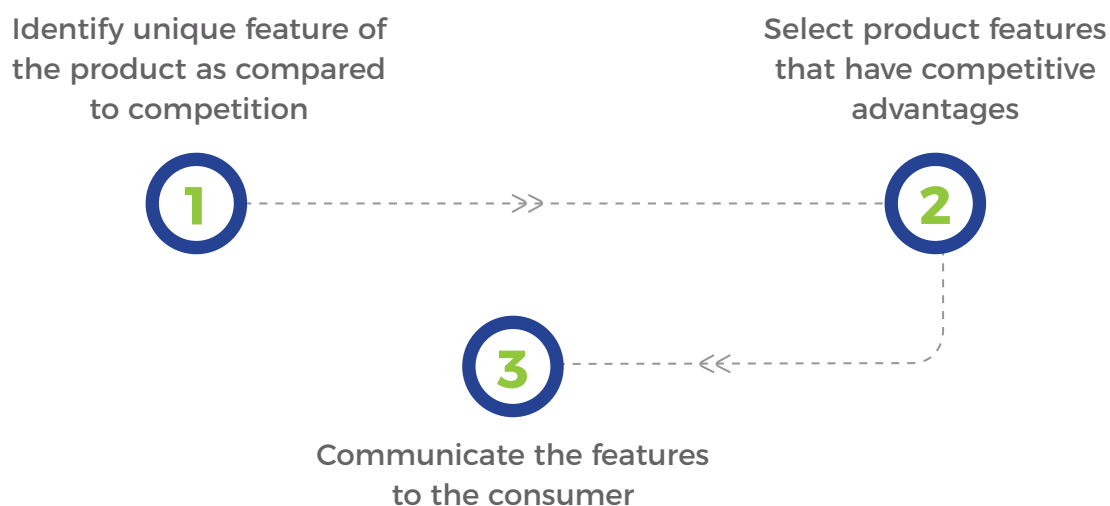 Identify unique feature of
the product as compared
to competition
Select product features
that have competitive
advantages
1
2
3
Communicate the features
to the consumer